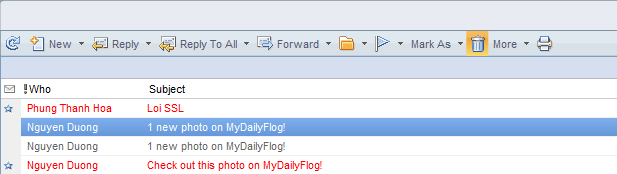 New Reply Reply To All Forward Mark As More
! Who Subject
Phung Thanh Hoa Loi SSL
Nguyen Duong 1 new photo on MyDailyFlog!
Nguyen Duong 1 new photo on MyDailyFlog!
Nguyen Duong Check out this photo on MyDailyFlog!